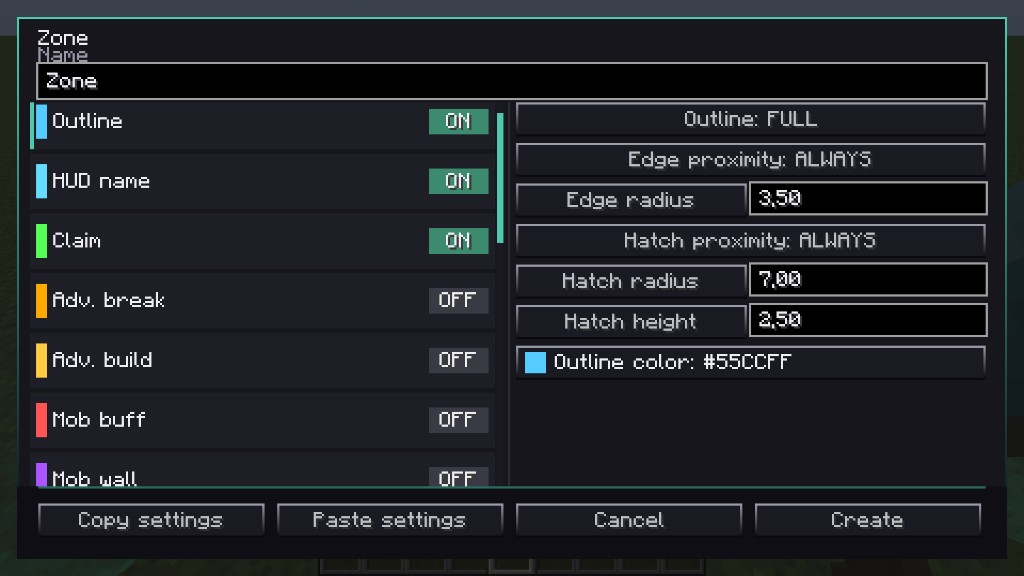 Zone
Name
Zone
Outline ON
HUD name ON
Claim ON
Adv. break OFF
Adv. build OFF
Mob buff OFF
Mob wall OFF
Outline: FULL
Edge proximity: ALWAYS
Edge radius 3,50
Hatch proximity: ALWAYS
Hatch radius 7,00
Hatch height 2,50
Outline color: #55CCFF
Copy settings Paste settings Cancel Create